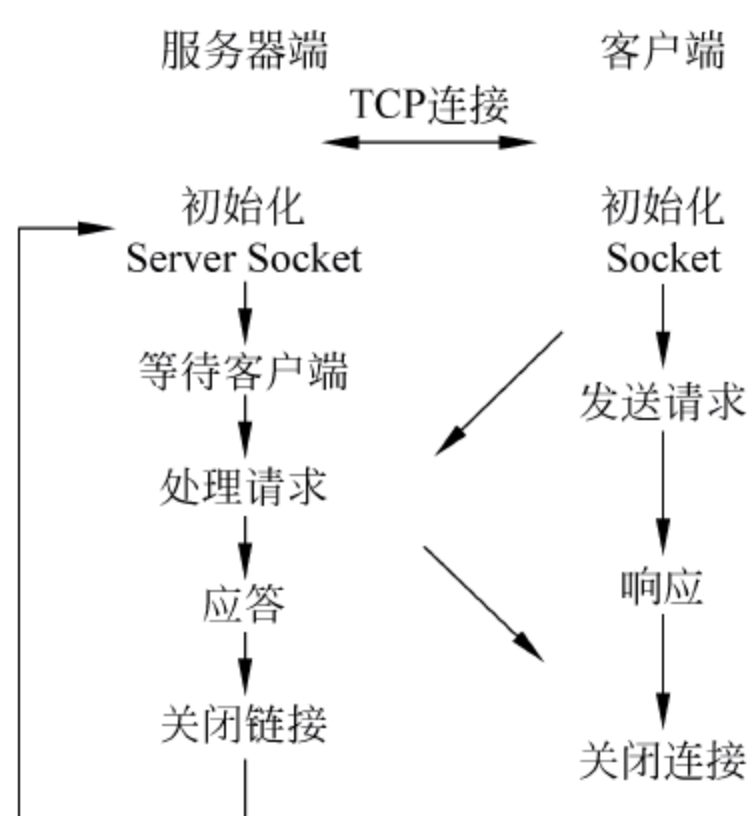 服务器端
客户端
TCP连接
初始化
Server Socket
初始化
Socket
等待客户端
发送请求
处理请求
响应
应答
关闭链接
关闭连接